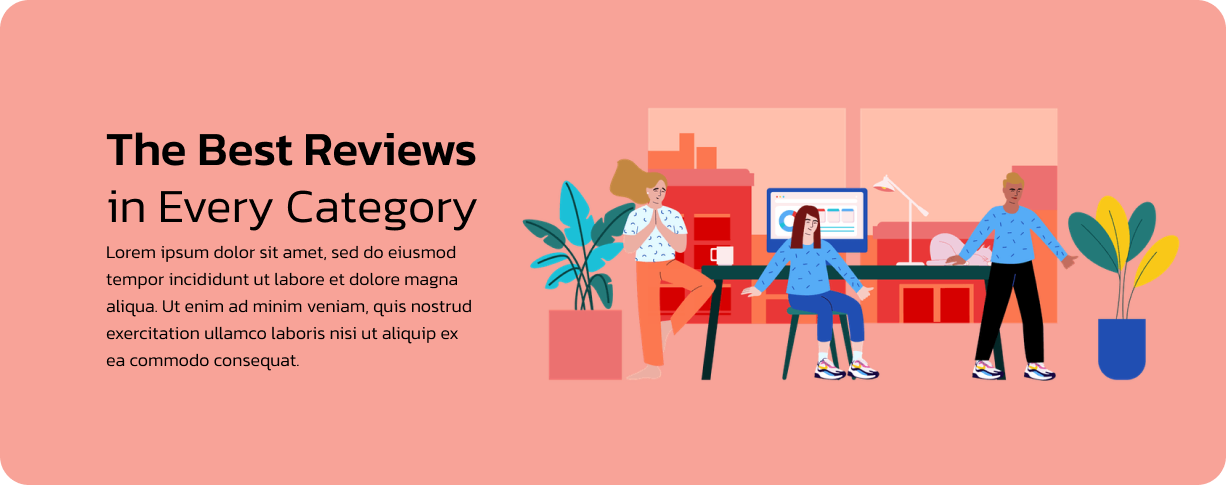 The Best Reviews
in Every Category
Lorem ipsum dolor sit amet, sed do eiusmod
tempor incididunt ut labore et dolore magna
aliqua. Ut enim ad minim veniam, quis nostrud
exercitation ullamco laboris nisi ut aliquip ex
ea commodo consequat.